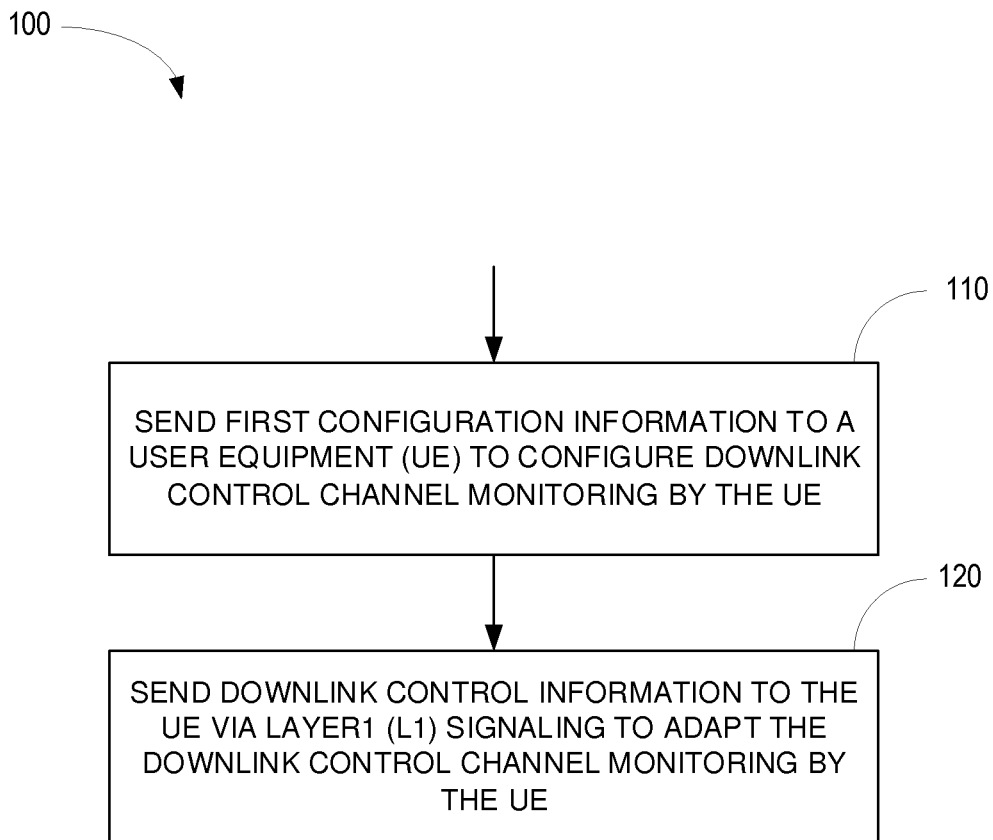 100
110
SEND FIRST CONFIGURATION INFORMATION TO A
USER EQUIPMENT (UE) TO CONFIGURE DOWNLINK
CONTROL CHANNEL MONITORING BY THE UE
120
SEND DOWNLINK CONTROL INFORMATION TO THE
UE VIA LAYER1 (L1) SIGNALING TO ADAPT THE
DOWNLINK CONTROL CHANNEL MONITORING BY
THE UE